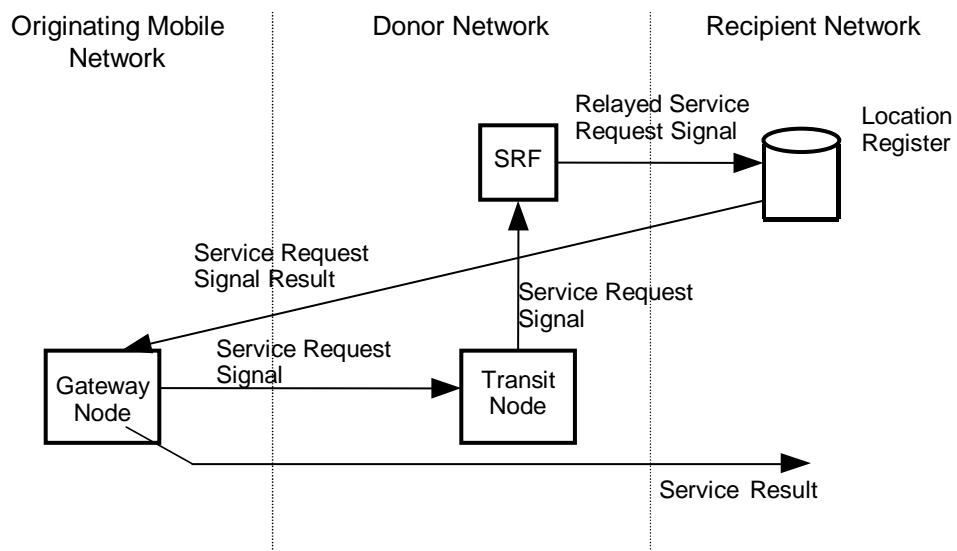 Originating Mobile
Network
Donor Network
Recipient Network
Relayed Service
Request Signal
Location
Register
SRF
Service Request
Signal Result
Service Request
Signal
Service Request
Signal
Gateway
Node
Transit
Node
Service Result